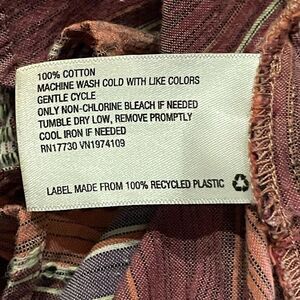 100% COTTON
MACHINE WASH COLD WITH LIKE COLORS
GENTLE CYCLE
ONLY NON-CHLORINE BLEACH IF NEEDED
TUMBLE DRY LOW, REMOVE PROMPTLY
COOL IRON IF NEEDED
RN17730 VN1974109
LABEL MADE FROM 100% RECYCLED PLASTIC